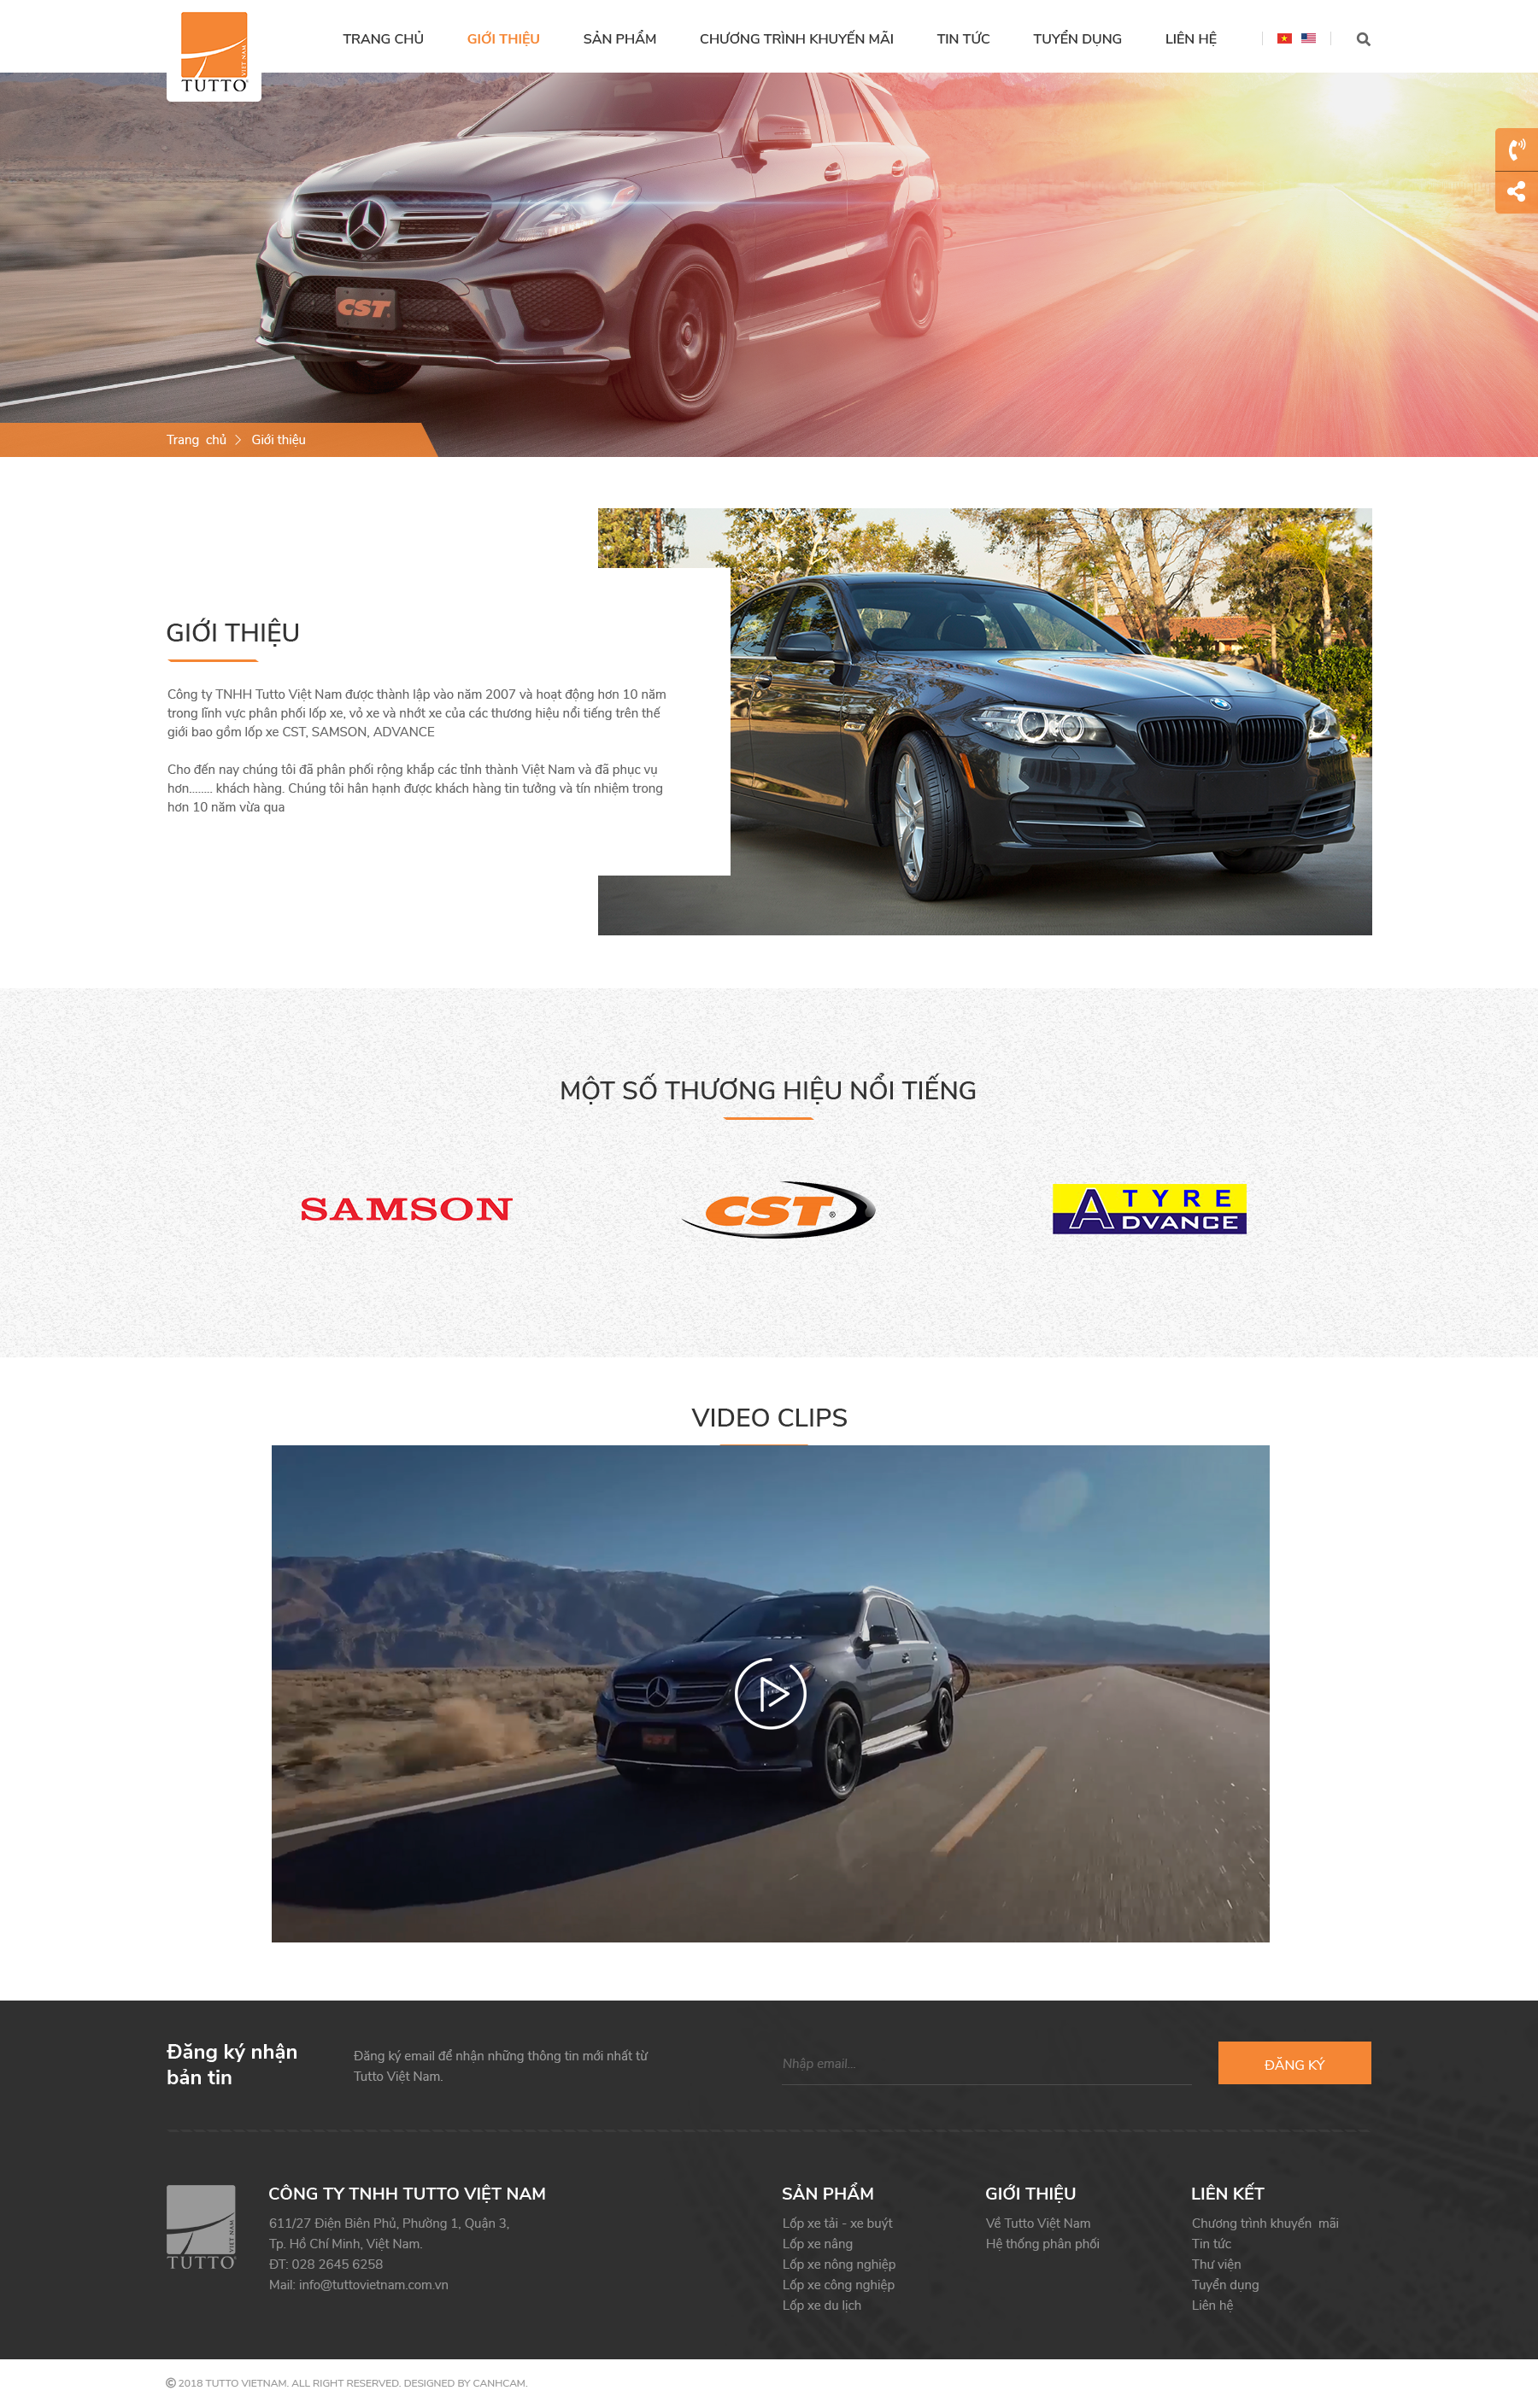 TUTTO
VIET NAM
TRANG CHỦ
GIỚI THIỆU
SẢN PHẨM
CHƯƠNG TRÌNH KHUYẾN MÃI
TIN TỨC
TUYỂN DỤNG
LIÊN HỆ
CST
Trang chủ
Giới thiệu
GIỚI THIỆU
Công ty TNHH Tutto Việt Nam được thành lập vào năm 2007 và hoạt động hơn 10 năm
trong lĩnh vực phân phối lốp xe, vỏ xe và nhớt xe của các thương hiệu nổi tiếng trên thế
giới bao gồm lốp xe CST, SAMSON, ADVANCE
Cho đến nay chúng tôi đã phân phối rộng khắp các tỉnh thành Việt Nam và đã phục vụ
hơn........ khách hàng. Chúng tôi hân hạnh được khách hàng tin tưởng và tín nhiệm trong
hơn 10 năm vừa qua
MỘT SỐ THƯƠNG HIỆU NỔI TIẾNG
SAMSON
CST®
A TYRE
DVANCE
VIDEO CLIPS
CST
Đăng ký nhận
bản tin
Đăng ký email để nhận những thông tin mới nhất từ
Tutto Việt Nam.
Nhập email...
ĐĂNG KÝ
TUTTO
VIET NAM
CÔNG TY TNHH TUTTO VIỆT NAM
611/27 Điện Biên Phủ, Phường 1, Quận 3,
Tp. Hồ Chí Minh, Việt Nam.
ĐT: 028 2645 6258
Mail: info@tuttovietnam.com.vn
SẢN PHẨM
Lốp xe tải - xe buýt
Lốp xe nâng
Lốp xe nông nghiệp
Lốp xe công nghiệp
Lốp xe du lịch
GIỚI THIỆU
Về Tutto Việt Nam
Hệ thống phân phối
LIÊN KẾT
Chương trình khuyến mãi
Tin tức
Thư viện
Tuyển dụng
Liên hệ
© 2018 TUTTO VIETNAM. ALL RIGHT RESERVED. DESIGNED BY CANHCAM.